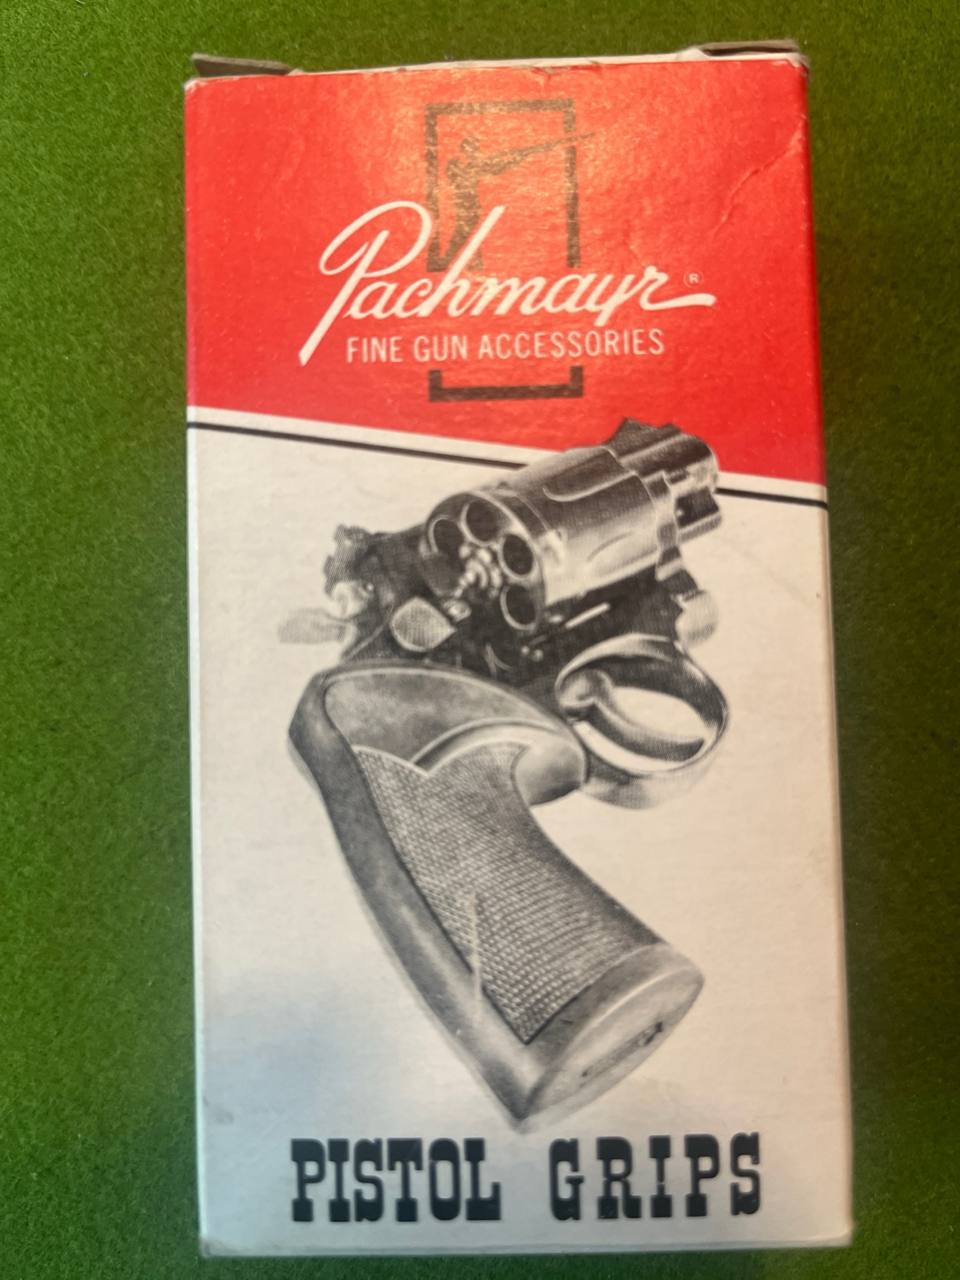 Pachmayr®
FINE GUN ACCESSORIES
PISTOL GRIPS